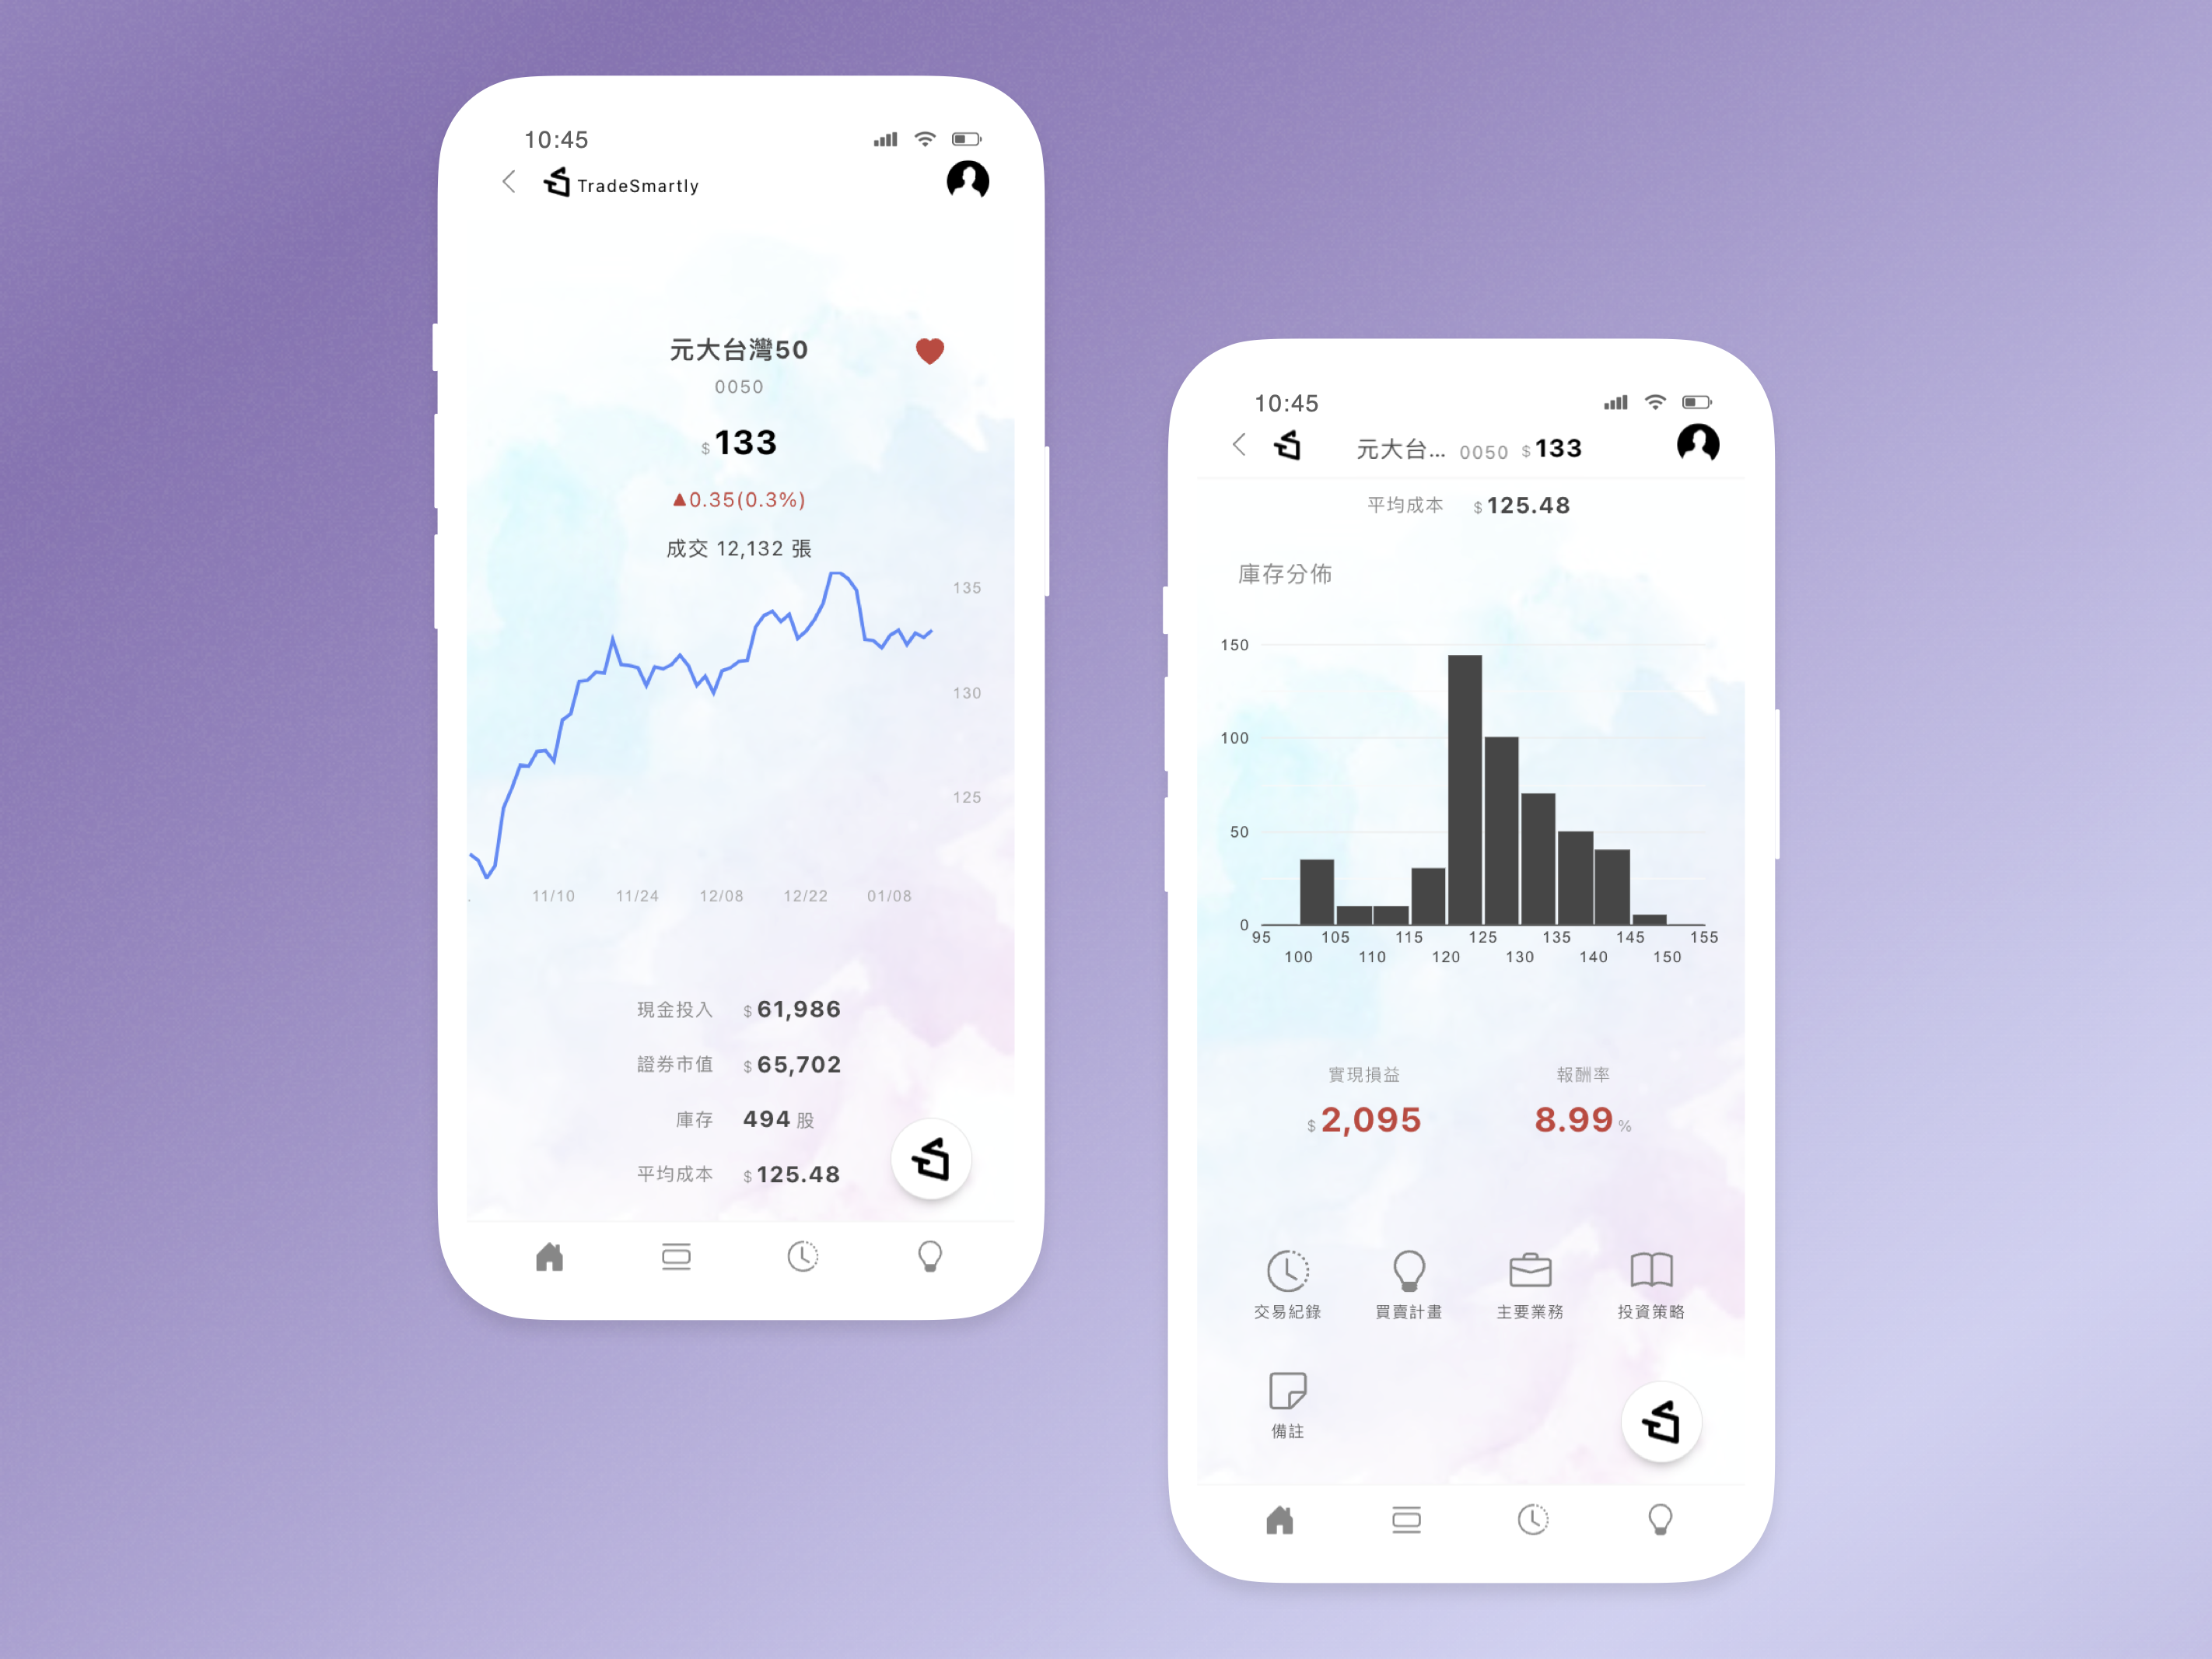 10:45
TradeSmartly
元大台灣50
0050
$ 133
▲0.35(0.3%)
成交 12,132 張
135
130
125
11/10 11/24 12/08 12/22 01/08
現金投入 $ 61,986
證券市值 $ 65,702
庫存 494 股
平均成本 $ 125.48
10:45
元大台... 0050 $ 133
平均成本 $ 125.48
庫存分佈
150
100
50
0
95 105 115 125 135 145 155
100 110 120 130 140 150
實現損益 報酬率
$ 2,095 8.99 %
交易紀錄 買賣計畫 主要業務 投資策略
備註